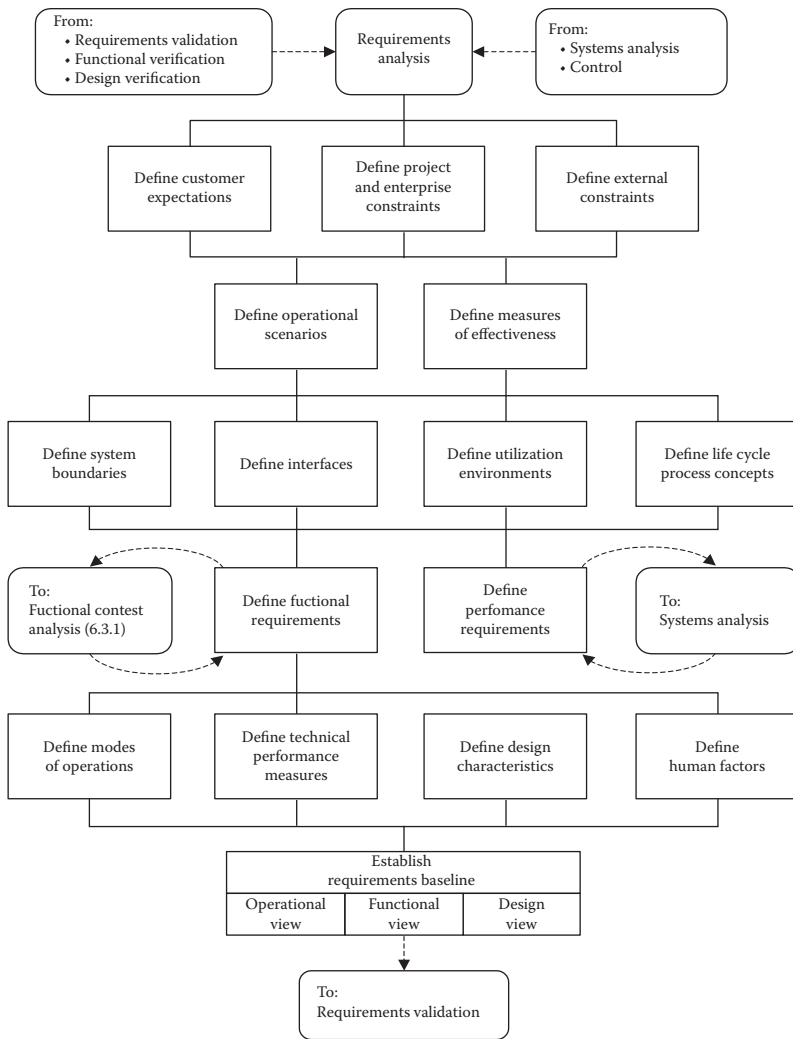 From:
• Requirements validation
• Functional verification
• Design verification
Requirements
analysis
From:
• Systems analysis
• Control
Define customer
expectations
Define project
and enterprise
constraints
Define external
constraints
Define operational
scenarios
Define measures
of effectiveness
Define system
boundaries
Define interfaces
Define utilization
environments
Define life cycle
process concepts
To:
Fuctional contest
analysis (6.3.1)
Define fuctional
requirements
Define
perfomance
requirements
To:
Systems analysis
Define modes
of operations
Define technical
performance
measures
Define design
characteristics
Define
human factors
Establish
requirements baseline
Operational
view
Functional
view
Design
view
To:
Requirements validation